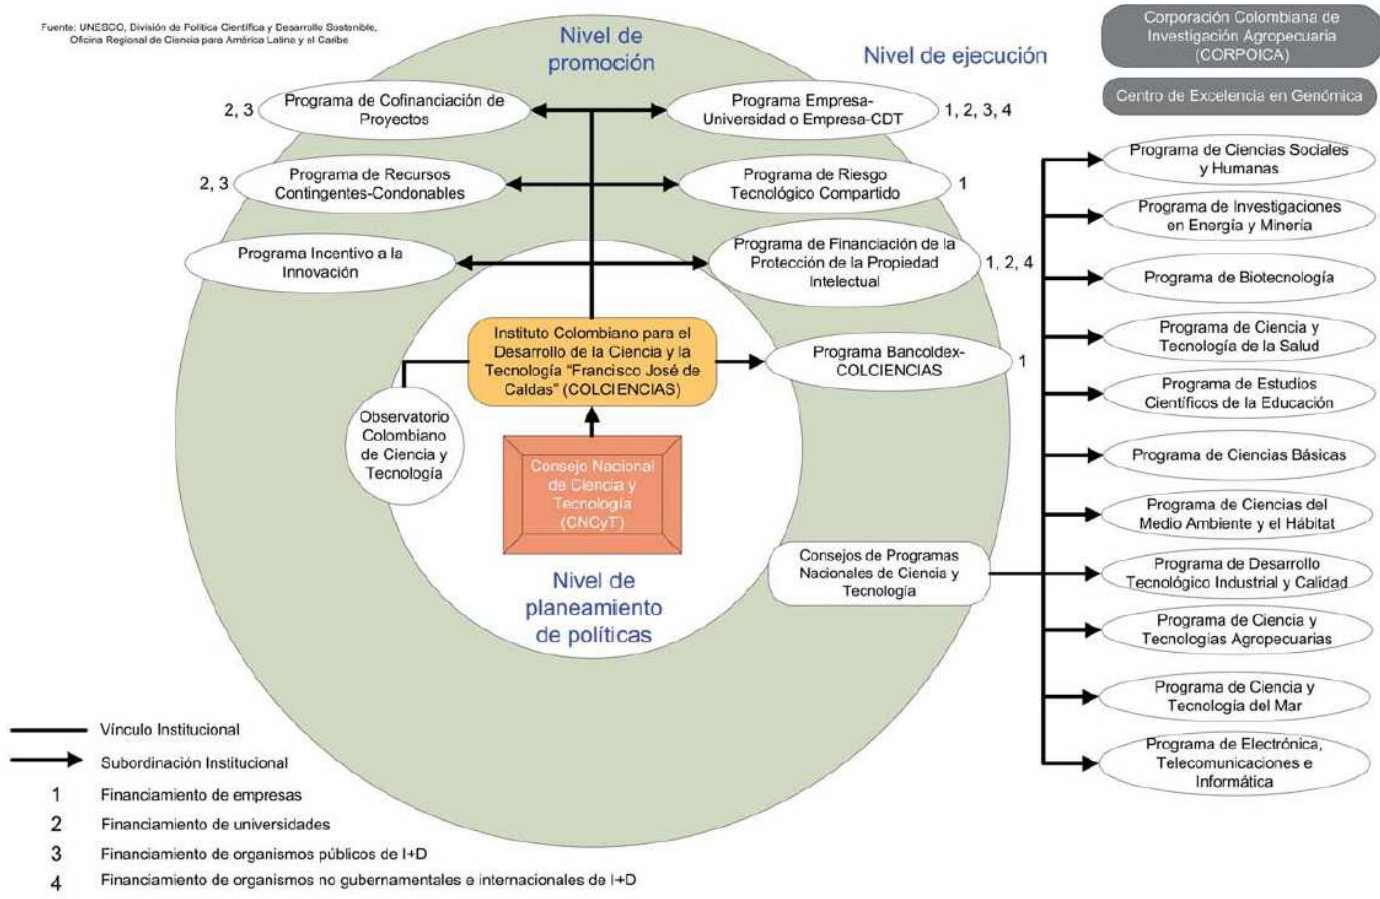 Fuente: UNESCO, División de Política Científica y Desarrollo Sostenible,
Oficina Regional de Ciencia para América Latina y el Caribe
Nivel de
promoción
Nivel de ejecución
Corporación Colombiana de
Investigación Agropecuaria
(CORPOICA)
Centro de Excelencia en Genómica
2, 3
Programa de Cofinanciación de
Proyectos
Programa Empresa-
Universidad o Empresa-CDT
1, 2, 3, 4
2, 3
Programa de Recursos
Contingentes-Condonables
Programa de Riesgo
Tecnológico Compartido
1
Programa Incentivo a la
Innovación
Programa de Financiación de la
Protección de la Propiedad
Intelectual
1, 2, 4
Instituto Colombiano para el
Desarrollo de la Ciencia y la
Tecnología "Francisco José de
Caldas" (COLCIENCIAS)
Programa Bancoldex-
COLCIENCIAS
1
Observatorio
Colombiano
de Ciencia y
Tecnología
Consejo Nacional
de Ciencia y
Tecnología
(CNCyT)
Nivel de
planeamiento
de políticas
Consejos de Programas
Nacionales de Ciencia y
Tecnología
Programa de Ciencias Sociales
y Humanas
Programa de Investigaciones
en Energía y Minería
Programa de Biotecnología
Programa de Ciencia y
Tecnología de la Salud
Programa de Estudios
Científicos de la Educación
Programa de Ciencias Básicas
Programa de Ciencias del
Medio Ambiente y el Hábitat
Programa de Desarrollo
Tecnológico Industrial y Calidad
Programa de Ciencia y
Tecnologías Agropecuarias
Programa de Ciencia y
Tecnología del Mar
Programa de Electrónica,
Telecomunicaciones e
Informática
Vínculo Institucional
Subordinación Institucional
1 Financiamiento de empresas
2 Financiamiento de universidades
3 Financiamiento de organismos públicos de I+D
4 Financiamiento de organismos no gubernamentales e internacionales de I+D